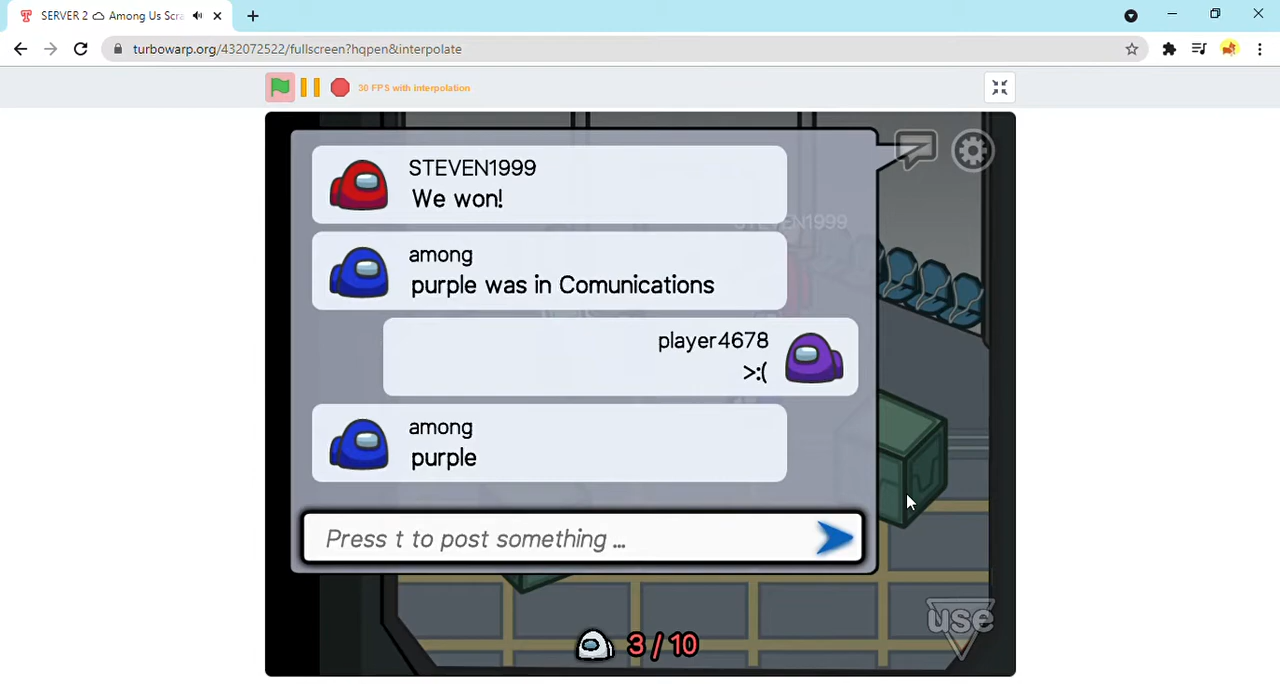 SERVER 2 ☁ Among Us Scra
turbowarp.org/432072522/fullscreen?hqpen&interpolate
30 FPS with interpolation
STEVEN1999
We won!
STEVEN1999
among
purple was in Comunications
player4678
>:(
among
purple
Press t to post something ...
use
3 / 10